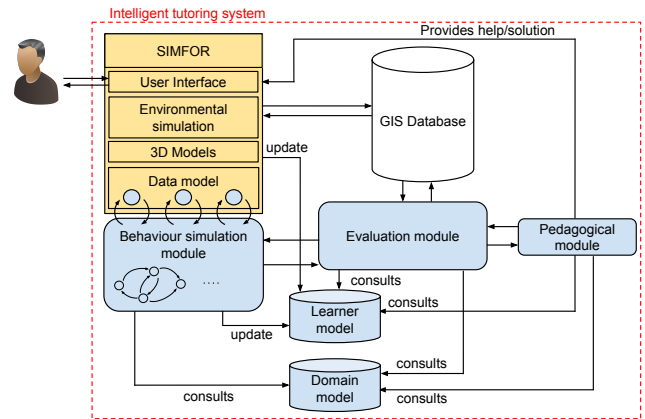 Intelligent tutoring system
SIMFOR
Provides help/solution
User Interface
Environmental
simulation
GIS Database
3D Models
update
Data model
Behaviour simulation
module
....
Evaluation module
Pedagogical
module
consults
consults
Learner
model
update
consults
consults
Domain
model
consults